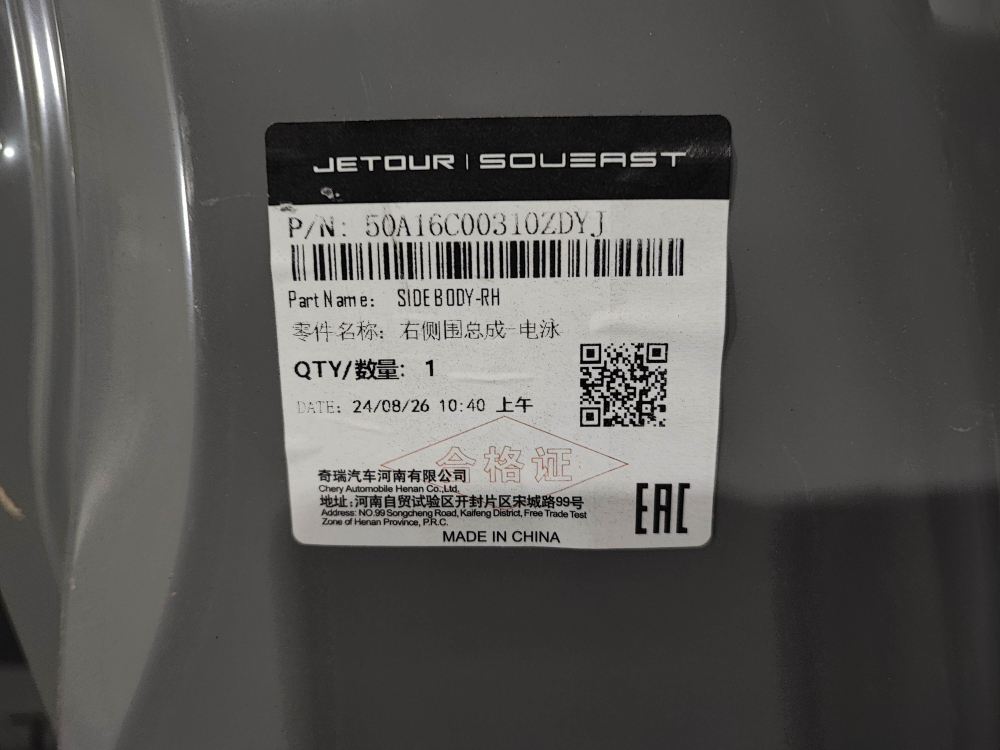 JETOUR | SOUEAST
P/N: 50A16C00310ZDYJ
Part Name: SIDE BODY-RH
零件名称: 右侧围总成-电泳
QTY/数量: 1
DATE: 24/08/26 10:40 上午
合格证
奇瑞汽车河南有限公司
Chery Automobile Henan Co.,Ltd.
地址:河南自贸试验区开封片区宋城路99号
Address: NO.99 Songcheng Road, Kaifeng District, Free Trade Test
Zone of Henan Province, P.R.C.
EAC
MADE IN CHINA